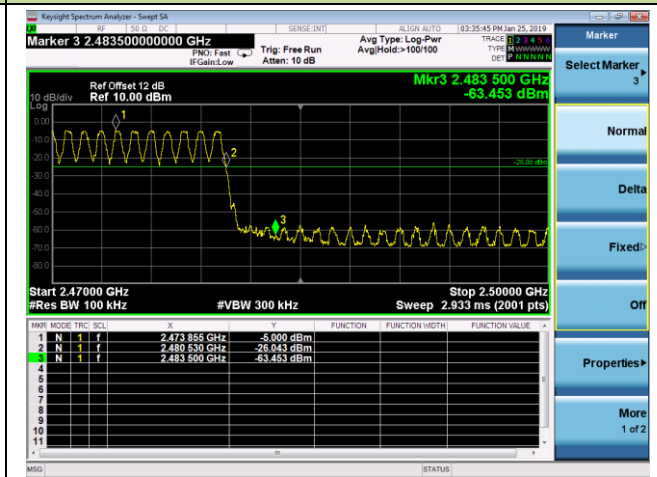 Keysight Spectrum Analyzer - Swept SA
RF 50 Ω DC SENSE:INT ALIGN AUTO 03:35:45 PM Jan 25, 2019
Marker 3 2.483500000000 GHz
PNO: Fast
IFGain:Low
Trig: Free Run
Atten: 10 dB
Avg Type: Log-Pwr
Avg|Hold:>100/100
TRACE 1 2 3 4 5 6
TYPE M WWWWW
DET P N N N N N
Ref Offset 12 dB
Ref 10.00 dBm
Mkr3 2.483 500 GHz
-63.453 dBm
10 dB/div
Log
0.00
-10.0
-20.0
-30.0
-40.0
-50.0
-60.0
-70.0
-80.0
1
2
3
-25.00 dBm
Start 2.47000 GHz
Stop 2.50000 GHz
#Res BW 100 kHz
#VBW 300 kHz
Sweep 2.933 ms (2001 pts)
MKR MODE TRC SCL X Y FUNCTION FUNCTION WIDTH FUNCTION VALUE
1 N 1 f 2.473 855 GHz -5.000 dBm
2 N 1 f 2.480 530 GHz -26.043 dBm
3 N 1 f 2.483 500 GHz -63.453 dBm
4
5
6
7
8
9
10
11
MSG
STATUS
Marker
Select Marker
3
Normal
Delta
Fixed
Off
Properties
More
1 of 2